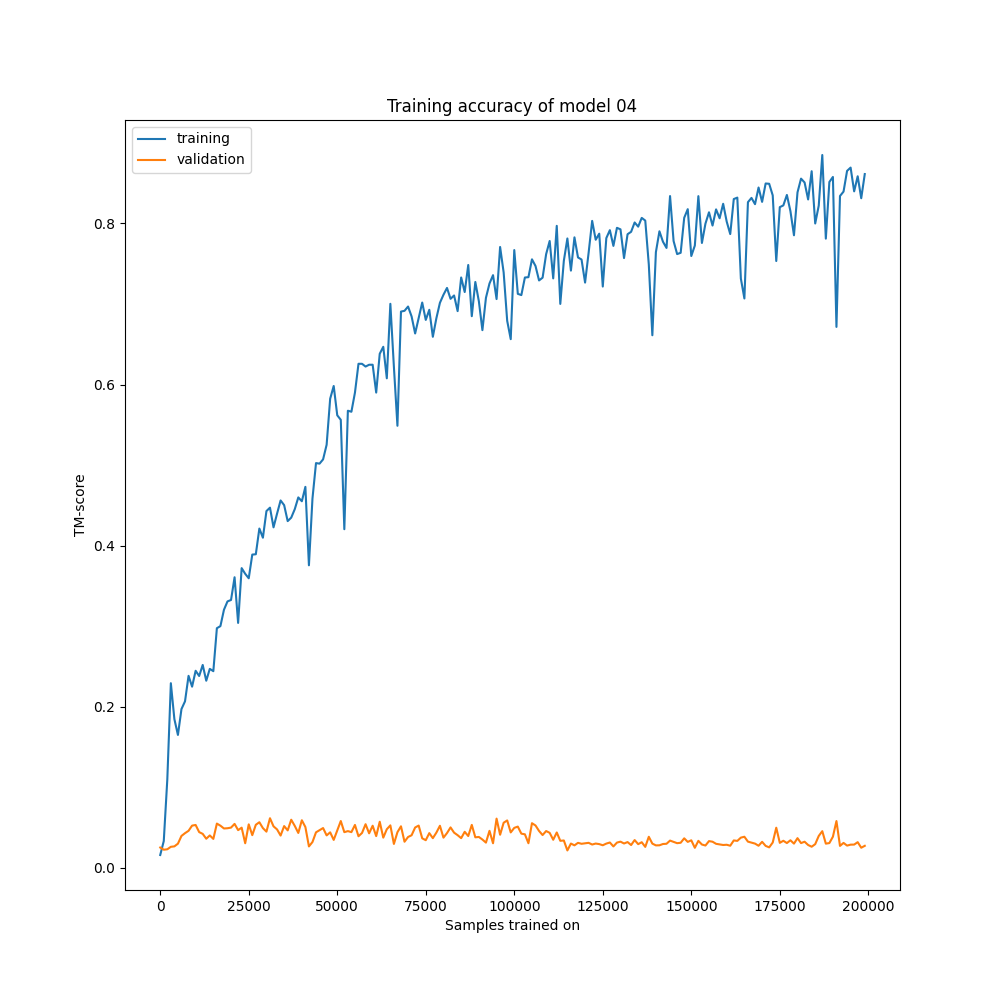 Training accuracy of model 04
training
validation
TM-score
0.8
0.6
0.4
0.2
0.0
0 25000 50000 75000 100000 125000 150000 175000 200000
Samples trained on